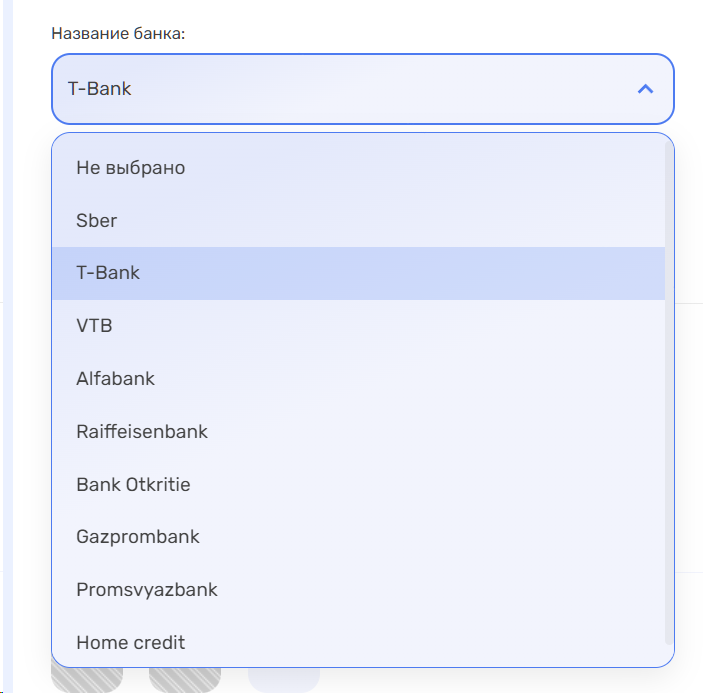 Название банка:
T-Bank
Не выбрано
Sber
T-Bank
VTB
Alfabank
Raiffeisenbank
Bank Otkritie
Gazprombank
Promsvyazbank
Home credit